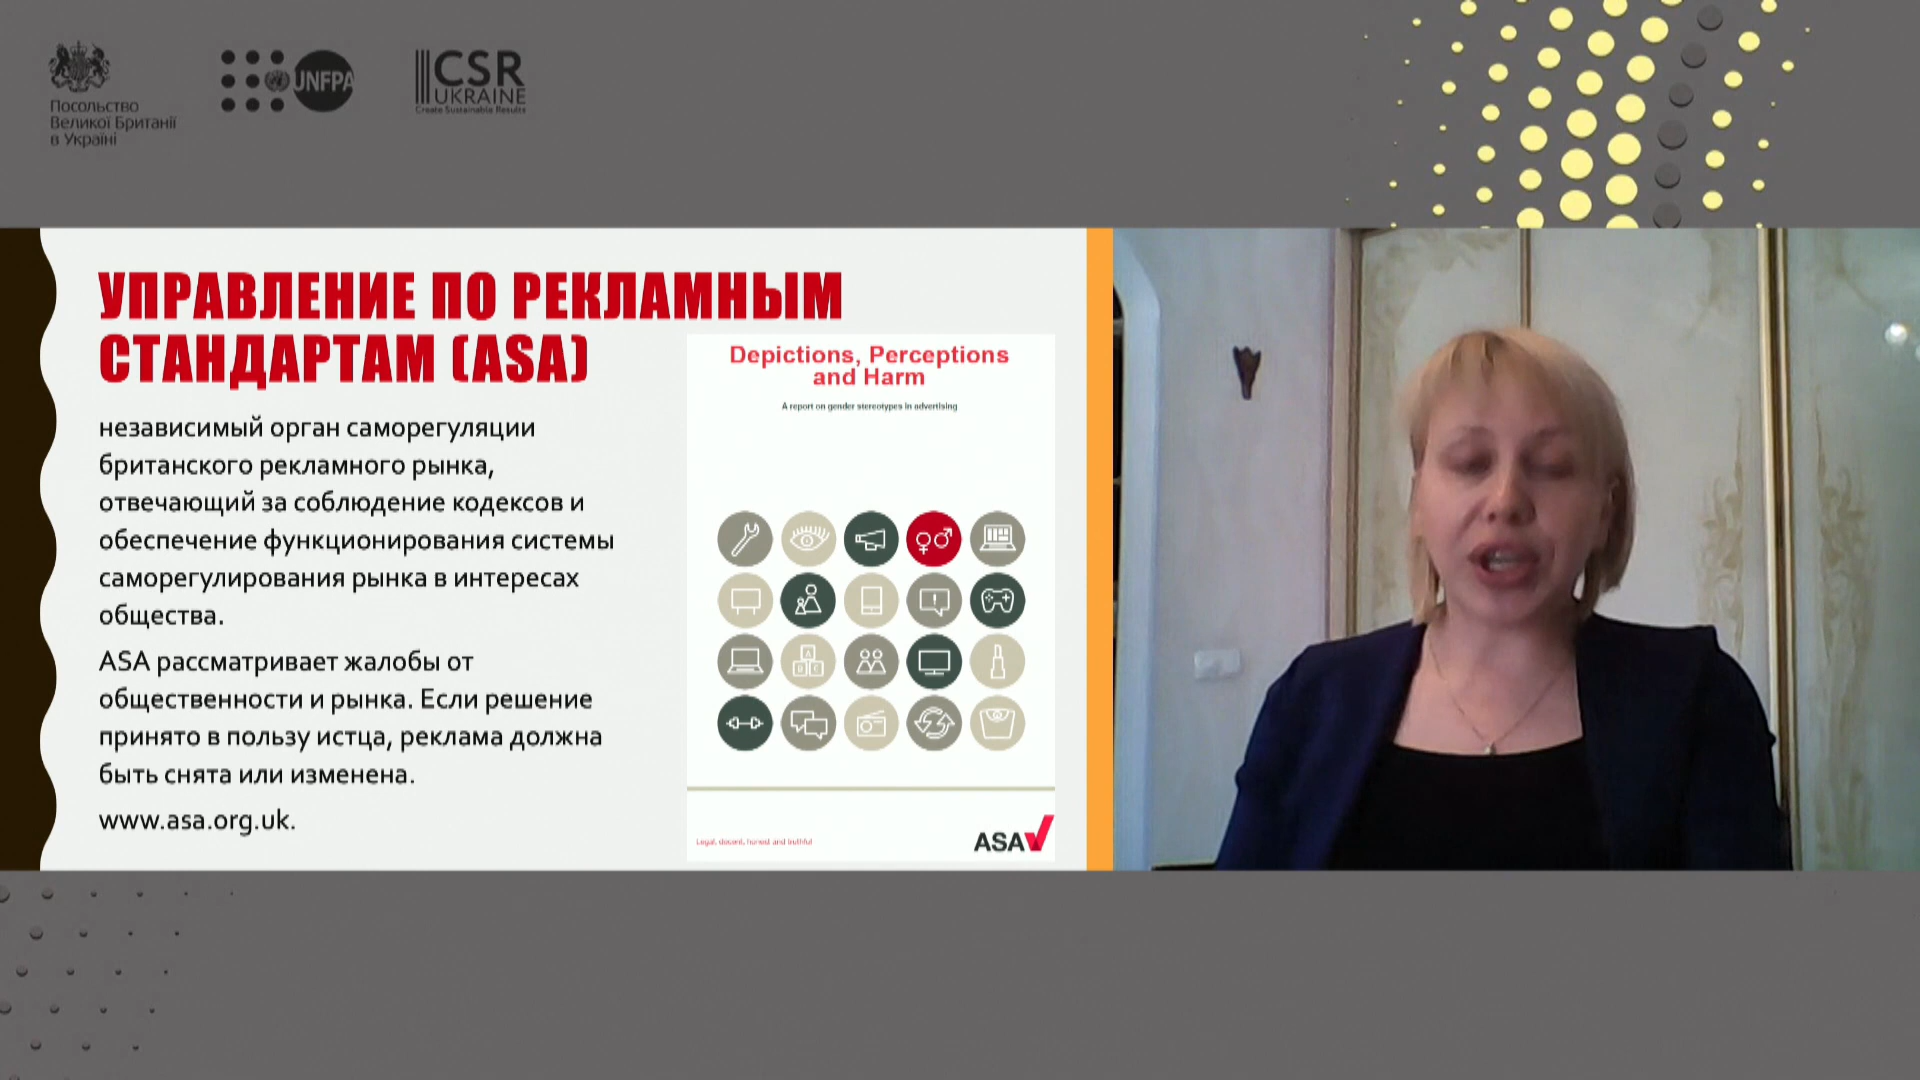 Посольство
Великої Британії
в Україні
UNFPA
CSR
UKRAINE
Create Sustainable Results
УПРАВЛЕНИЕ ПО РЕКЛАМНЫМ
СТАНДАРТАМ (ASA)
независимый орган саморегуляции
британского рекламного рынка,
отвечающий за соблюдение кодексов и
обеспечение функционирования системы
саморегулирования рынка в интересах
общества.
ASA рассматривает жалобы от
общественности и рынка. Если решение
принято в пользу истца, реклама должна
быть снята или изменена.
www.asa.org.uk.
Depictions, Perceptions
and Harm
A report on gender stereotypes in advertising
A
B C
Legal, decent, honest and truthful
ASA